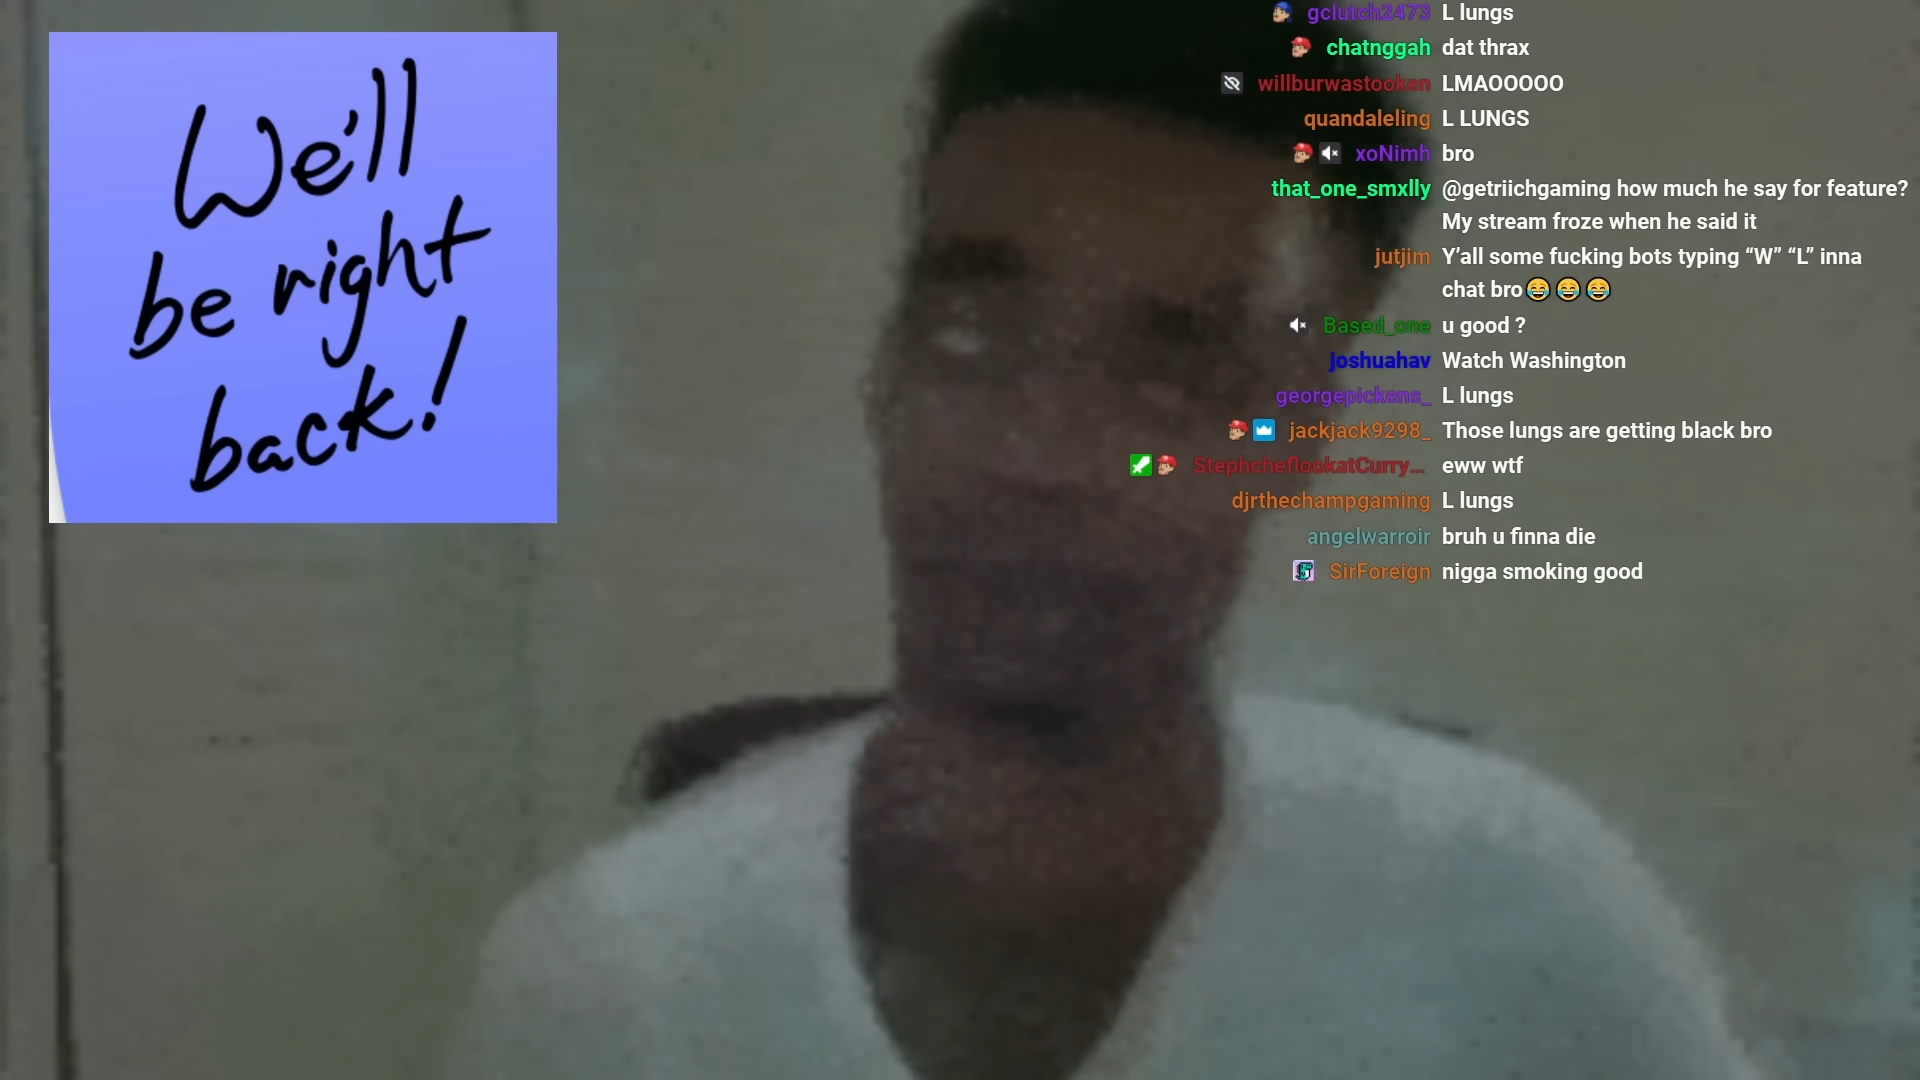 We'll
be right
back!
gclutch2473 L lungs
chatnggah dat thrax
willburwastooken LMAOOOOO
quandaleling L LUNGS
xoNimh bro
that_one_smxlly @getriichgaming how much he say for feature?
My stream froze when he said it
jutjim Y'all some fucking bots typing “W” “L” inna
chat bro😂😂😂
Based_one u good ?
joshuahav Watch Washington
georgepickens_ L lungs
jackjack9298_ Those lungs are getting black bro
StephcheflookatCurry... eww wtf
djrthechampgaming L lungs
angelwarroir bruh u finna die
SirForeign nigga smoking good